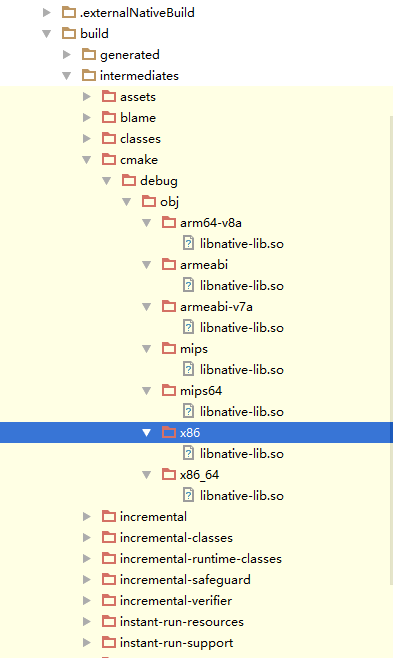 .externalNativeBuild
build
generated
intermediates
assets
blame
classes
cmake
debug
obj
arm64-v8a
libnative-lib.so
armeabi
libnative-lib.so
armeabi-v7a
libnative-lib.so
mips
libnative-lib.so
mips64
libnative-lib.so
x86
libnative-lib.so
x86_64
libnative-lib.so
incremental
incremental-classes
incremental-runtime-classes
incremental-safeguard
incremental-verifier
instant-run-resources
instant-run-support